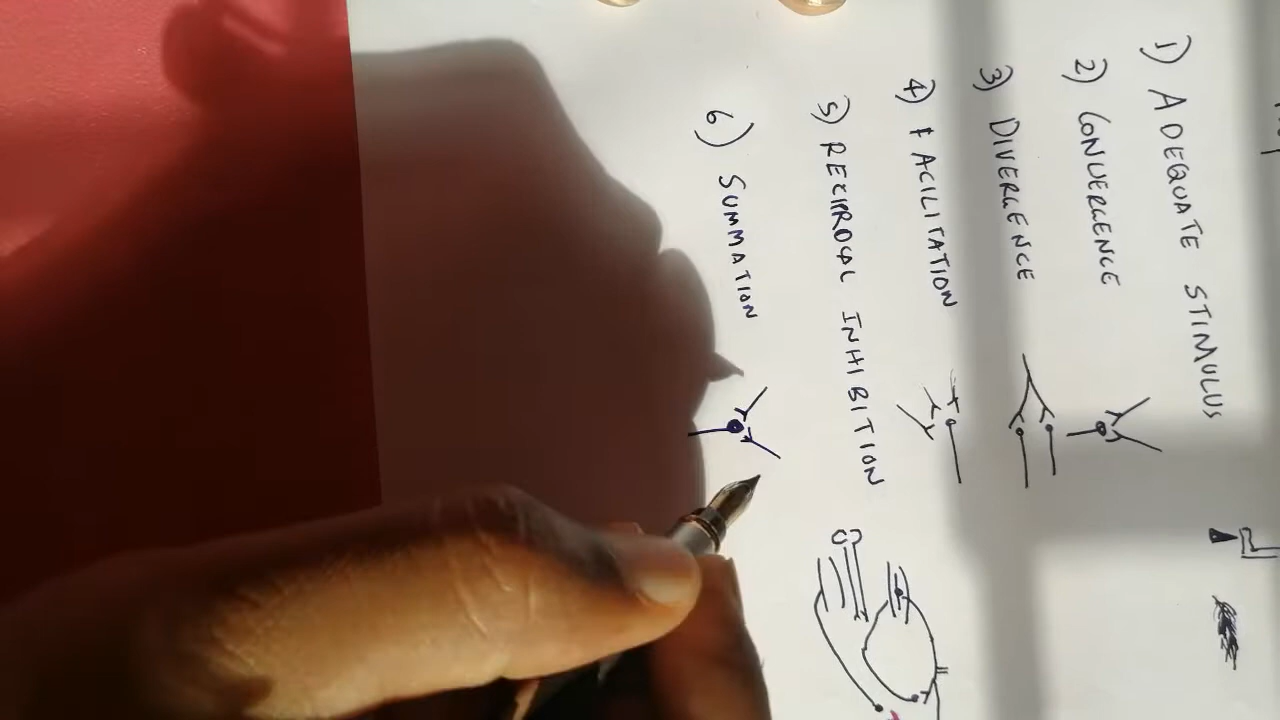 1) ADEQUATE STIMULUS
2) CONVERGENCE
3) DIVERGENCE
4) FACILITATION
5) RECIPROCAL INHIBITION
6) SUMMATION